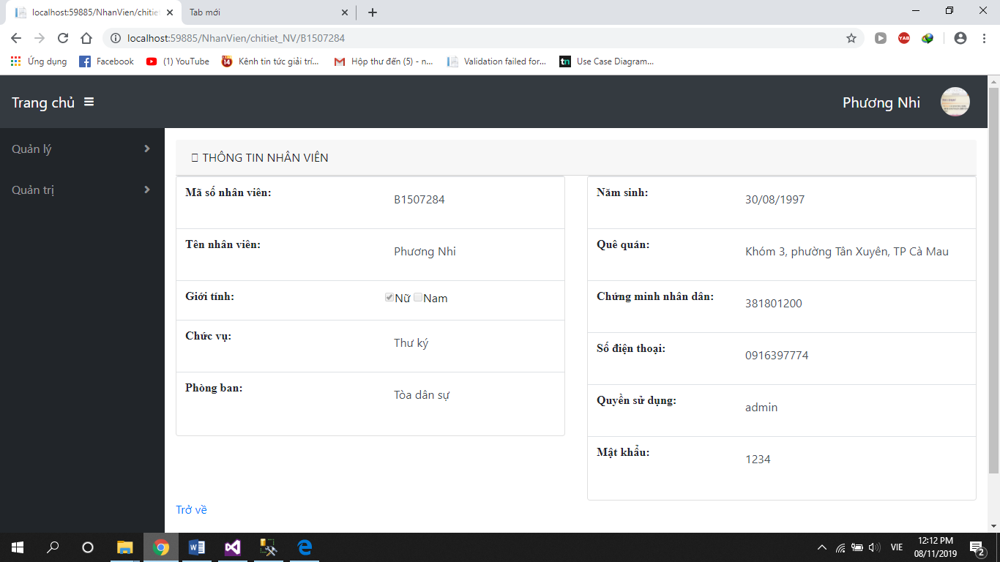 localhost:59885/NhanVien/chitie
Tab mới
localhost:59885/NhanVien/chitiet_NV/B1507284
YAB
Ứng dụng
Facebook
(1) YouTube
14
Kênh tin tức giải trí...
Hộp thư đến (5) - n...
Validation failed for...
tn
Use Case Diagram...
Trang chủ
Phương Nhi
Quản lý
Quản trị
THÔNG TIN NHÂN VIÊN
Mã số nhân viên: B1507284
Tên nhân viên: Phương Nhi
Giới tính: Nữ Nam
Chức vụ: Thư ký
Phòng ban: Tòa dân sự
Năm sinh: 30/08/1997
Quê quán: Khóm 3, phường Tân Xuyên, TP Cà Mau
Chứng minh nhân dân: 381801200
Số điện thoại: 0916397774
Quyền sử dụng: admin
Mật khẩu: 1234
Trở về
VIE
12:12 PM
08/11/2019
2